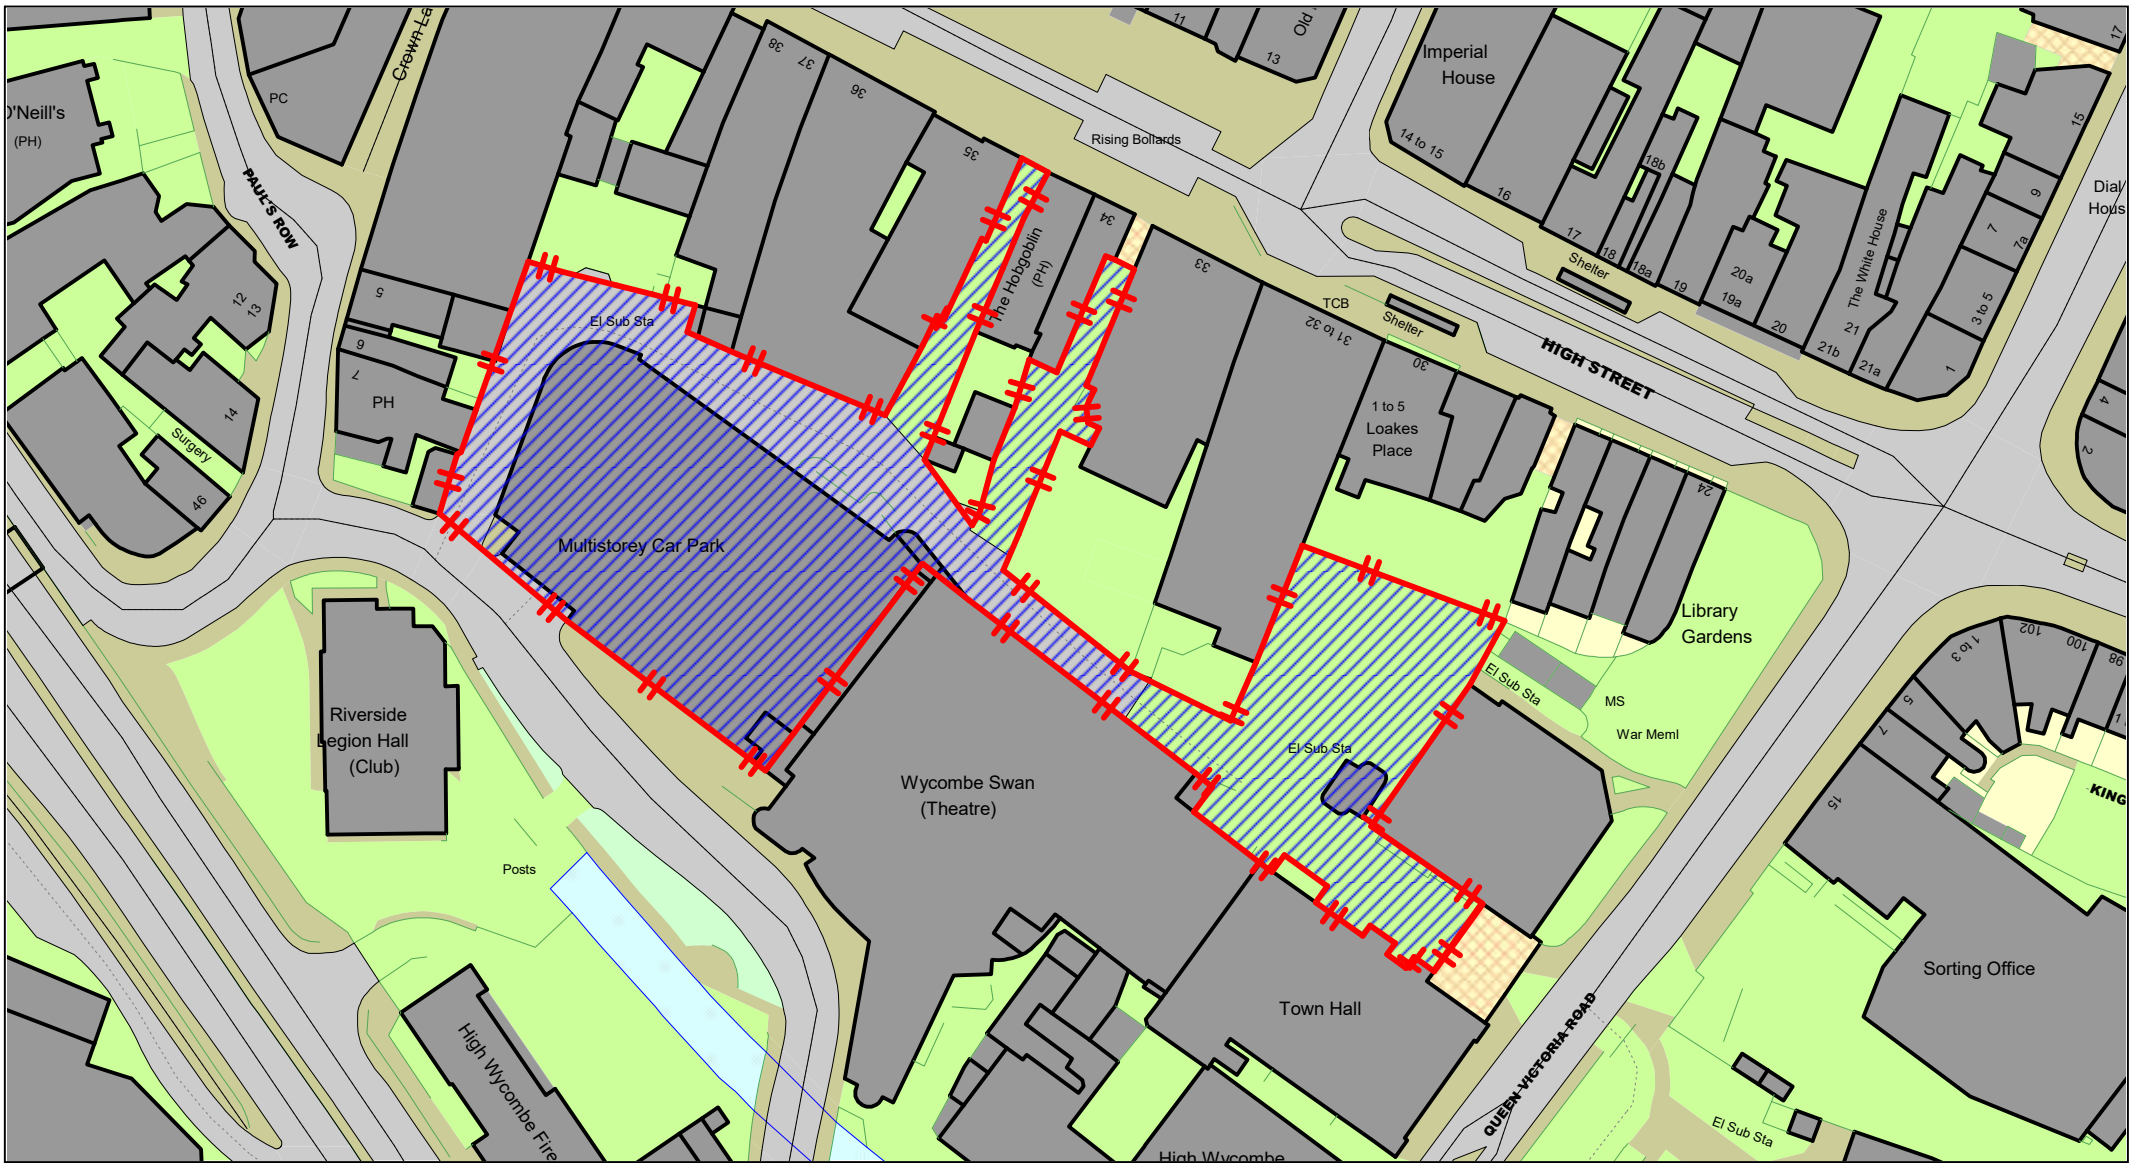 Crown La
O'Neill's
(PH)
PC
PAUL'S ROW
12
13
14
Surgery
46
5
6
7
PH
38
37
36
35
El Sub Sta
Multistorey Car Park
The Hobgoblin
(PH)
34
33
Rising Bollards
11
13
Old
Imperial
House
14 to 15
16
17
18
18a
18b
19
19a
20a
20
The White House
21
21b
21a
3 to 5
1
7
7a
9
15
17
Dial
Hous
4
2
Shelter
TCB
Shelter
31 to 32
30
HIGH STREET
1 to 5
Loakes
Place
24
Library
Gardens
El Sub Sta
MS
War Meml
El Sub Sta
Riverside
Legion Hall
(Club)
Posts
Wycombe Swan
(Theatre)
Town Hall
High Wycombe Fire
High Wycombe
QUEEN VICTORIA ROAD
1 to 3
102
100
98
5
7
15
KING
Sorting Office
El Sub Sta